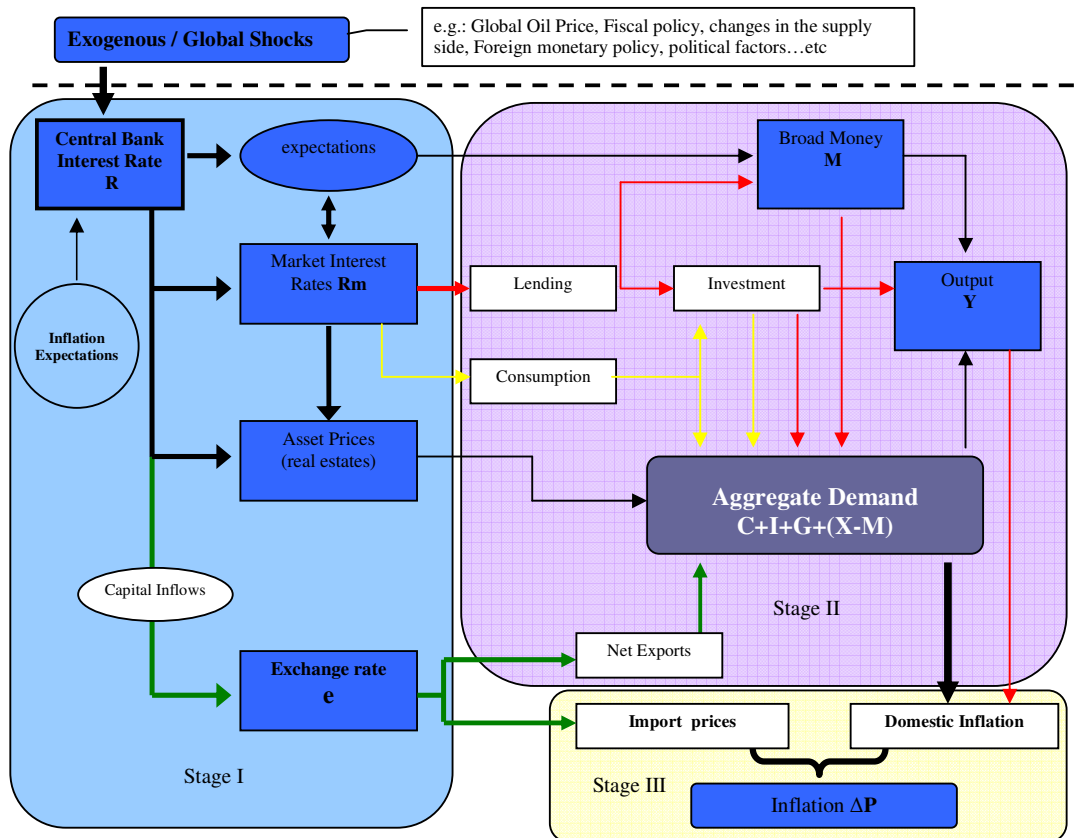 Exogenous / Global Shocks
e.g.: Global Oil Price, Fiscal policy, changes in the supply
side, Foreign monetary policy, political factors…etc
Central Bank
Interest Rate
R
expectations
Broad Money
M
Market Interest
Rates Rm
Lending
Investment
Output
Y
Inflation
Expectations
Consumption
Asset Prices
(real estates)
Aggregate Demand
C+I+G+(X-M)
Capital Inflows
Stage II
Net Exports
Exchange rate
e
Import prices
Domestic Inflation
Stage I
Stage III
Inflation ΔP